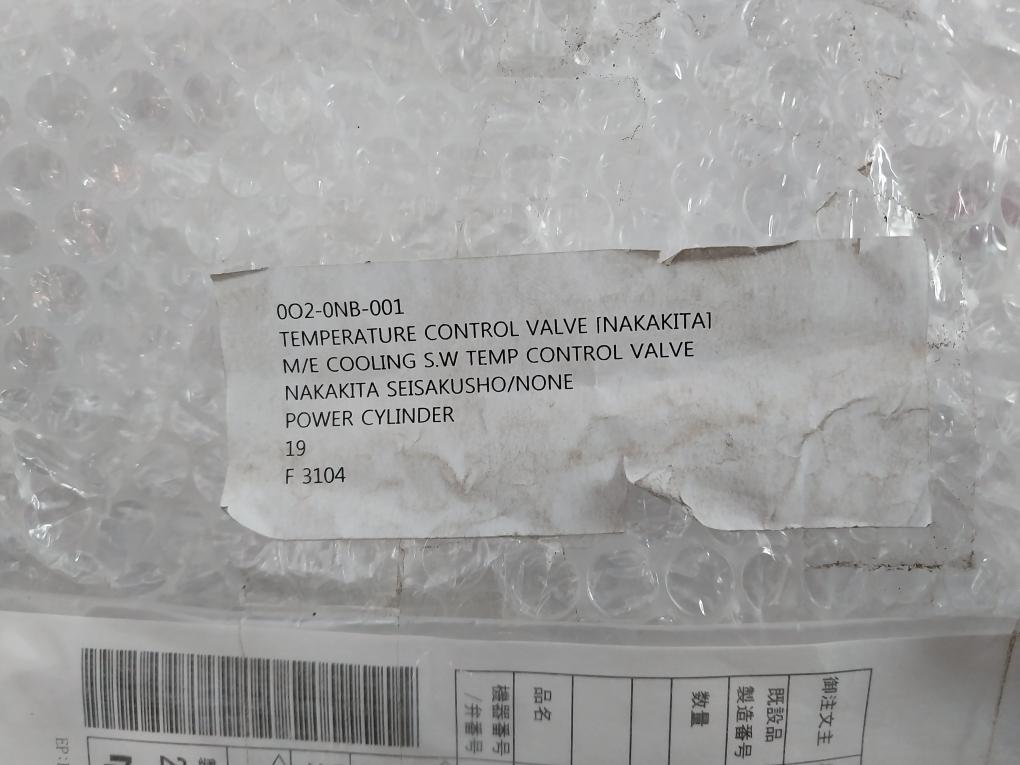 0O2-0NB-001
TEMPERATURE CONTROL VALVE [NAKAKITA]
M/E COOLING S.W TEMP CONTROL VALVE
NAKAKITA SEISAKUSHO/NONE
POWER CYLINDER
19
F 3104
御注文主
既設品
製造番号
数量
品名
機器番号
/弁番号